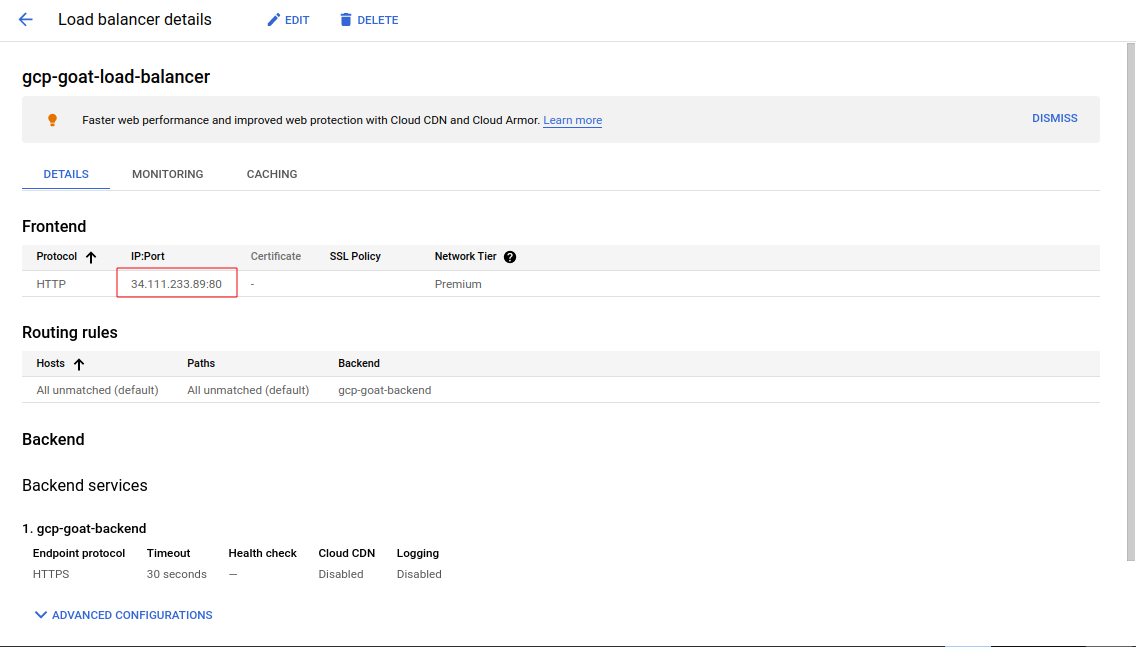 Load balancer details EDIT DELETE
gcp-goat-load-balancer
Faster web performance and improved web protection with Cloud CDN and Cloud Armor. Learn more DISMISS
DETAILS MONITORING CACHING
Frontend
Protocol IP:Port Certificate SSL Policy Network Tier ?
HTTP 34.111.233.89:80 - Premium
Routing rules
Hosts Paths Backend
All unmatched (default) All unmatched (default) gcp-goat-backend
Backend
Backend services
1. gcp-goat-backend
Endpoint protocol Timeout Health check Cloud CDN Logging
HTTPS 30 seconds — Disabled Disabled
ADVANCED CONFIGURATIONS